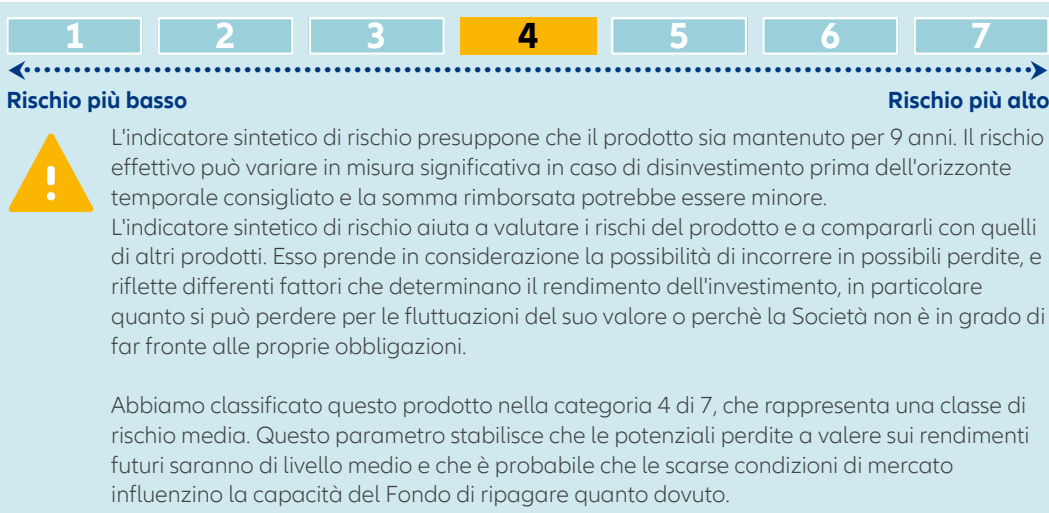 1 2 3 4 5 6 7
Rischio più basso Rischio più alto
L'indicatore sintetico di rischio presuppone che il prodotto sia mantenuto per 9 anni. Il rischio
effettivo può variare in misura significativa in caso di disinvestimento prima dell'orizzonte
temporale consigliato e la somma rimborsata potrebbe essere minore.
L'indicatore sintetico di rischio aiuta a valutare i rischi del prodotto e a compararli con quelli
di altri prodotti. Esso prende in considerazione la possibilità di incorrere in possibili perdite, e
riflette differenti fattori che determinano il rendimento dell'investimento, in particolare
quanto si può perdere per le fluttuazioni del suo valore o perchè la Società non è in grado di
far fronte alle proprie obbligazioni.
Abbiamo classificato questo prodotto nella categoria 4 di 7, che rappresenta una classe di
rischio media. Questo parametro stabilisce che le potenziali perdite a valere sui rendimenti
futuri saranno di livello medio e che è probabile che le scarse condizioni di mercato
influenzino la capacità del Fondo di ripagare quanto dovuto.